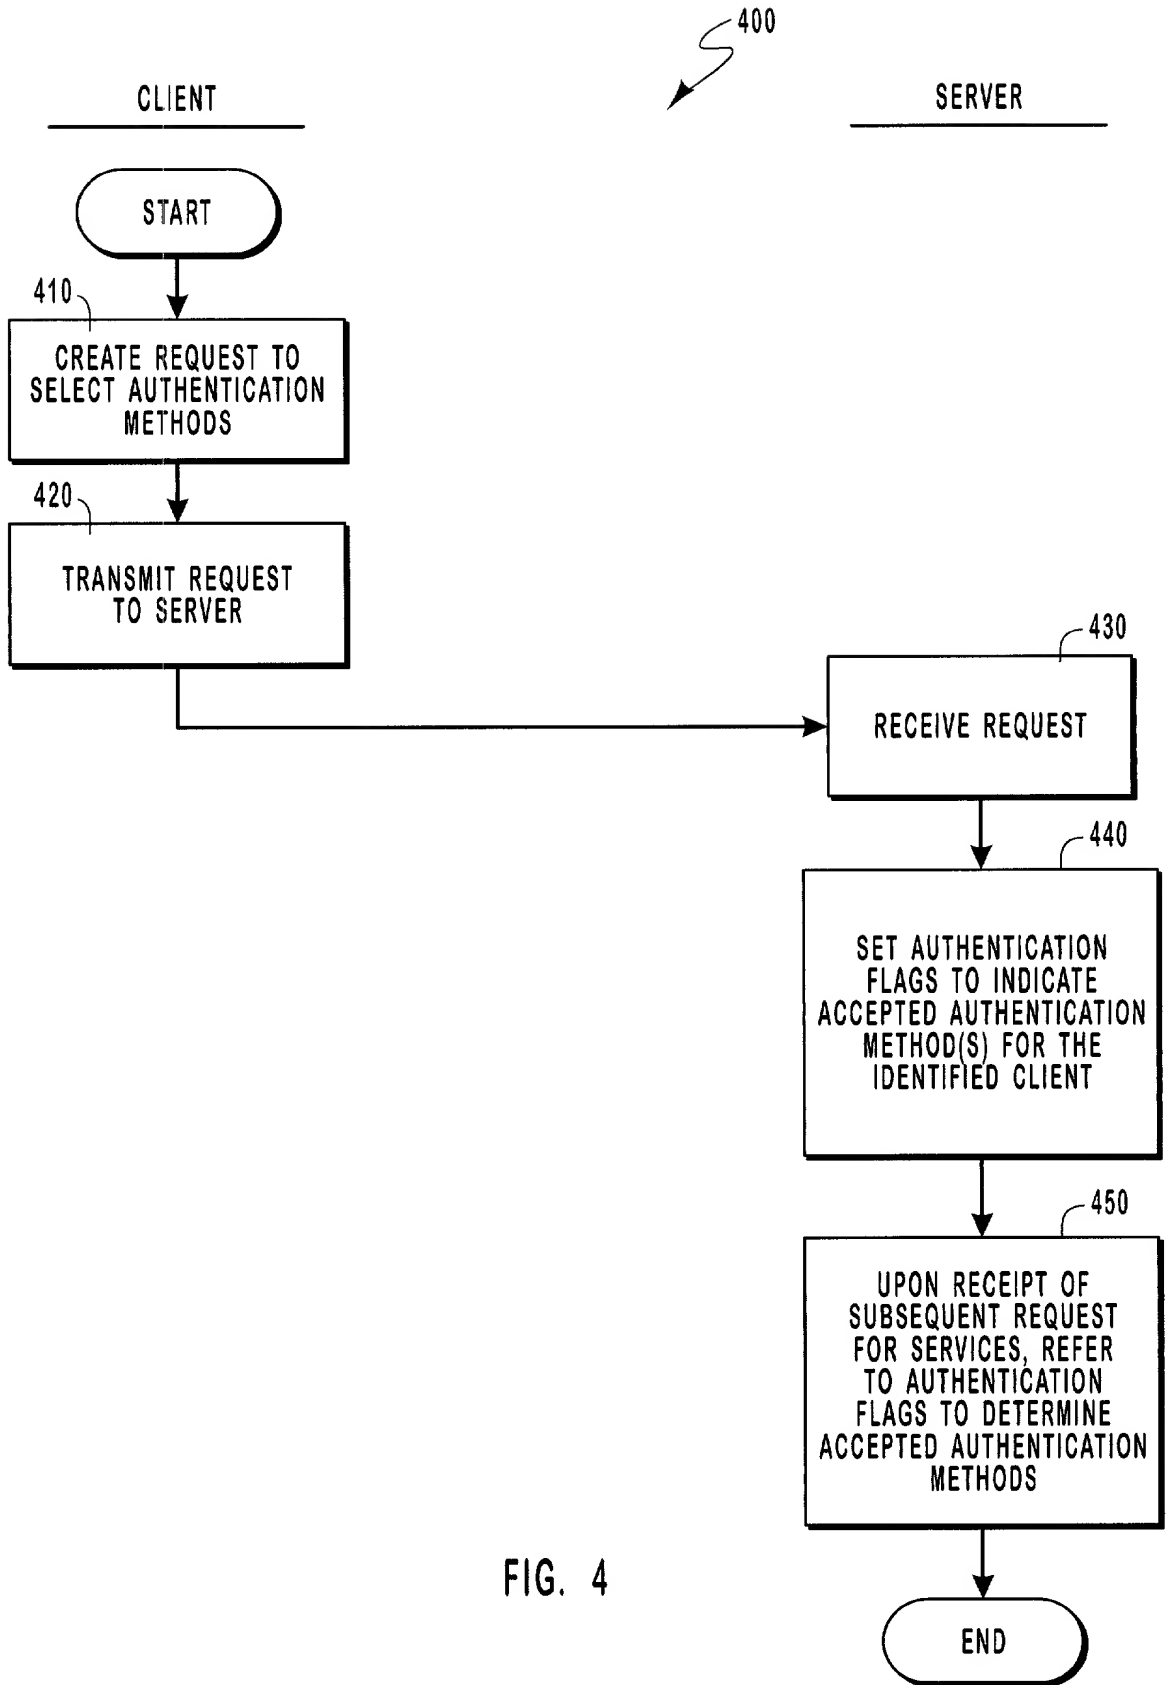 400
CLIENT
SERVER
START
410
CREATE REQUEST TO
SELECT AUTHENTICATION
METHODS
420
TRANSMIT REQUEST
TO SERVER
430
RECEIVE REQUEST
440
SET AUTHENTICATION
FLAGS TO INDICATE
ACCEPTED AUTHENTICATION
METHOD(S) FOR THE
IDENTIFIED CLIENT
450
UPON RECEIPT OF
SUBSEQUENT REQUEST
FOR SERVICES, REFER
TO AUTHENTICATION
FLAGS TO DETERMINE
ACCEPTED AUTHENTICATION
METHODS
END
FIG. 4